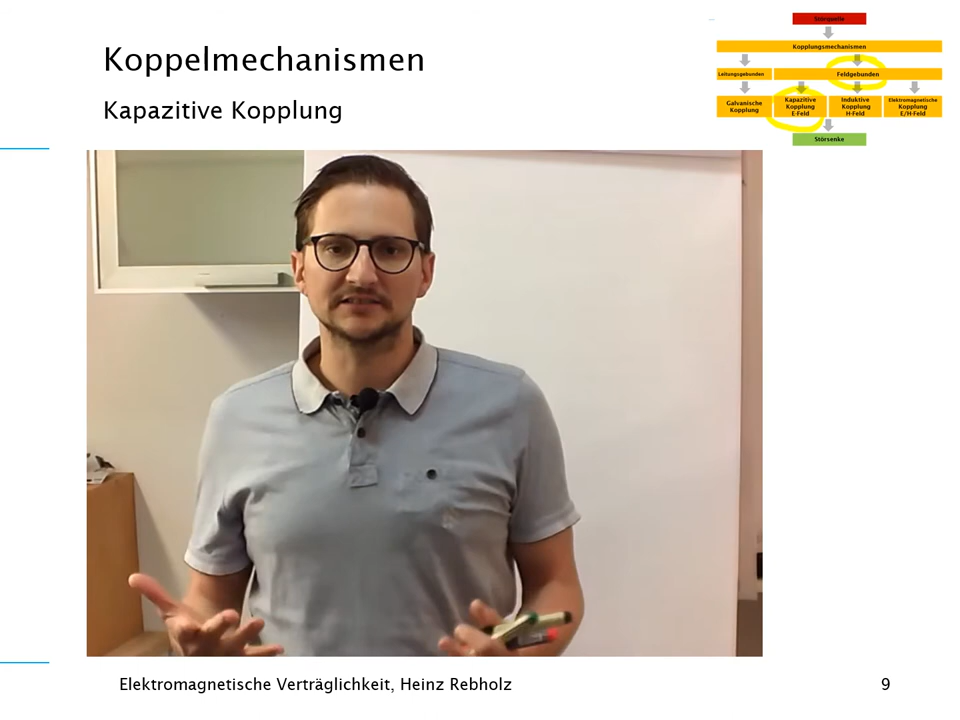 Koppelmechanismen
Kapazitive Kopplung
Störquelle
Kopplungsmechanismen
Leitungsgebunden
Feldgebunden
Galvanische
Kopplung
Kapazitive
Kopplung
E-Feld
Induktive
Kopplung
H-Feld
Elektromagnetische
Kopplung
E/H-Feld
Störsenke
Elektromagnetische Verträglichkeit, Heinz Rebholz
9